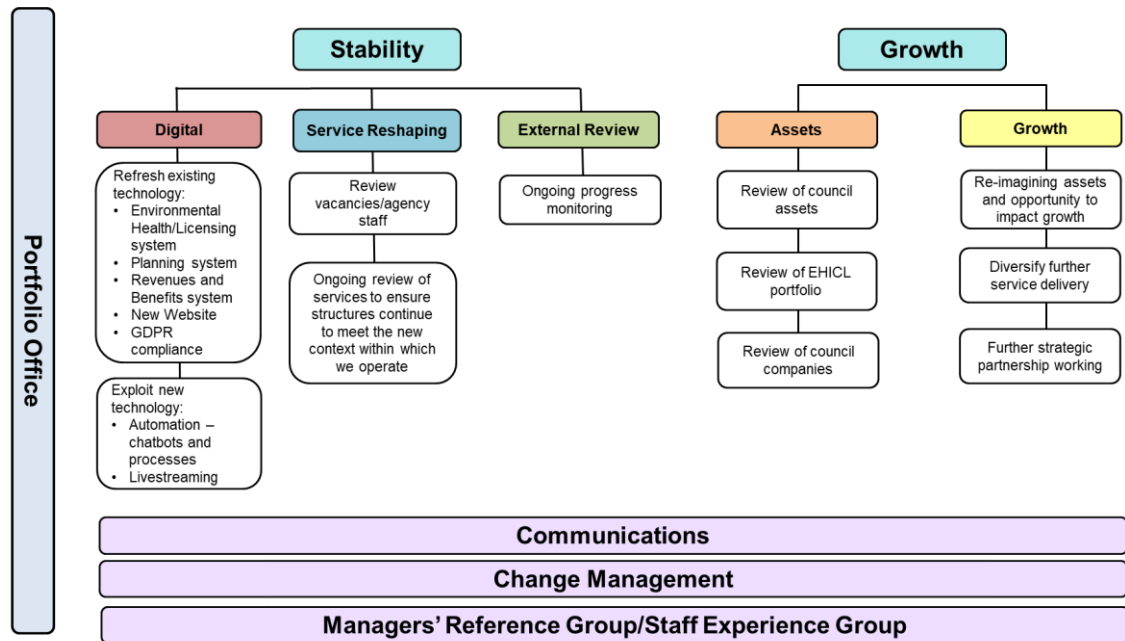 Portfolio Office
Stability
Growth
Digital
Service Reshaping
External Review
Assets
Growth
Refresh existing
technology:
• Environmental
Health/Licensing
system
• Planning system
• Revenues and
Benefits system
• New Website
• GDPR
compliance
Exploit new
technology:
• Automation –
chatbots and
processes
• Livestreaming
Review
vacancies/agency
staff
Ongoing review of
services to ensure
structures continue
to meet the new
context within which
we operate
Ongoing progress
monitoring
Review of council
assets
Review of EHICL
portfolio
Review of council
companies
Re-imagining assets
and opportunity to
impact growth
Diversify further
service delivery
Further strategic
partnership working
Communications
Change Management
Managers’ Reference Group/Staff Experience Group